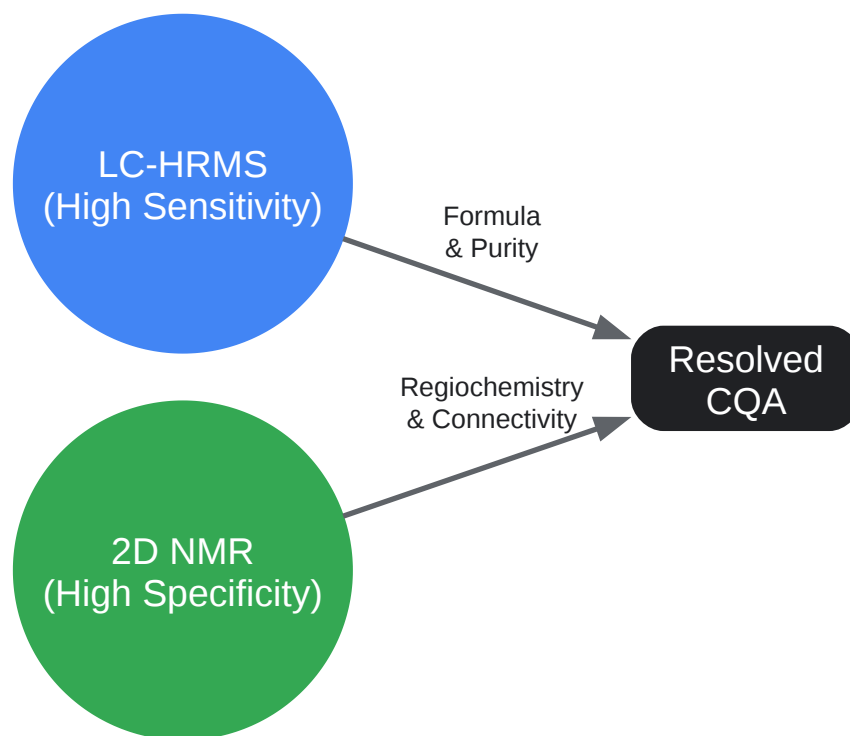 LC-HRMS
(High Sensitivity)
Formula
& Purity
Resolved
CQA
Regiochemistry
& Connectivity
2D NMR
(High Specificity)